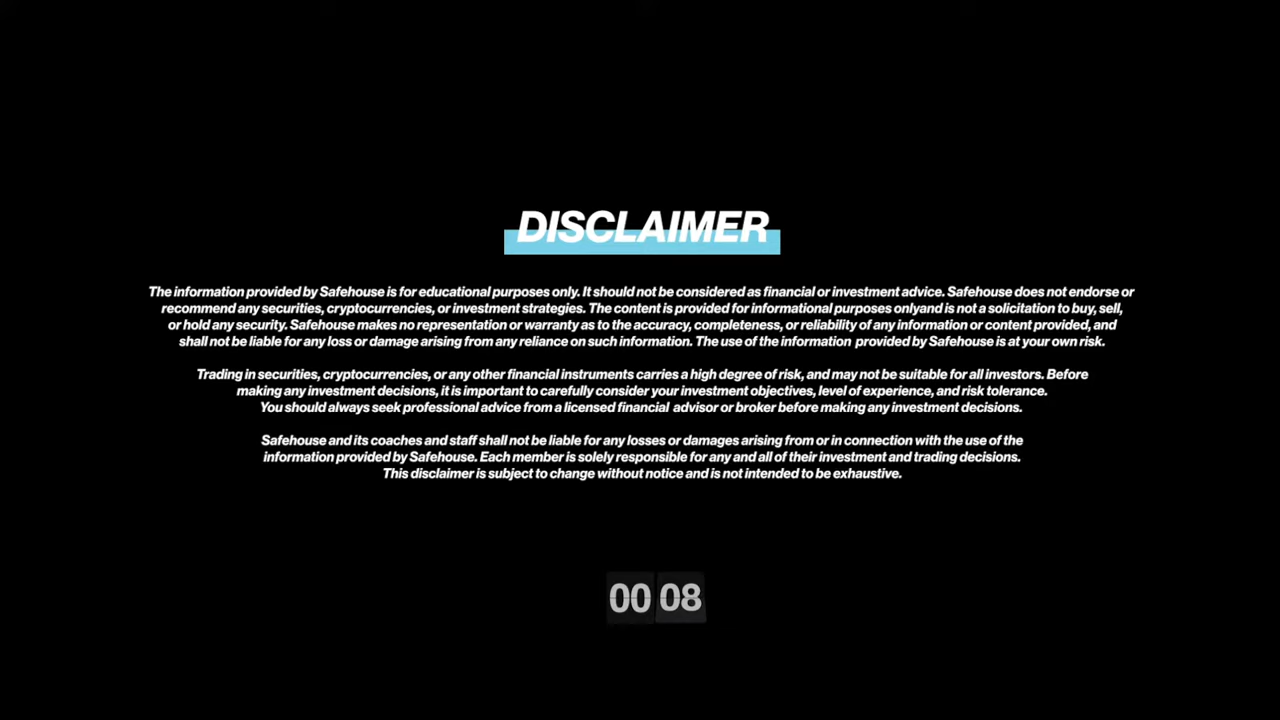 DISCLAIMER
The information provided by Safehouse is for educational purposes only. It should not be considered as financial or investment advice. Safehouse does not endorse or
recommend any securities, cryptocurrencies, or investment strategies. The content is provided for informational purposes onlyand is not a solicitation to buy, sell,
or hold any security. Safehouse makes no representation or warranty as to the accuracy, completeness, or reliability of any information or content provided, and
shall not be liable for any loss or damage arising from any reliance on such information. The use of the information provided by Safehouse is at your own risk.
Trading in securities, cryptocurrencies, or any other financial instruments carries a high degree of risk, and may not be suitable for all investors. Before
making any investment decisions, it is important to carefully consider your investment objectives, level of experience, and risk tolerance.
You should always seek professional advice from a licensed financial advisor or broker before making any investment decisions.
Safehouse and its coaches and staff shall not be liable for any losses or damages arising from or in connection with the use of the
information provided by Safehouse. Each member is solely responsible for any and all of their investment and trading decisions.
This disclaimer is subject to change without notice and is not intended to be exhaustive.
00 08